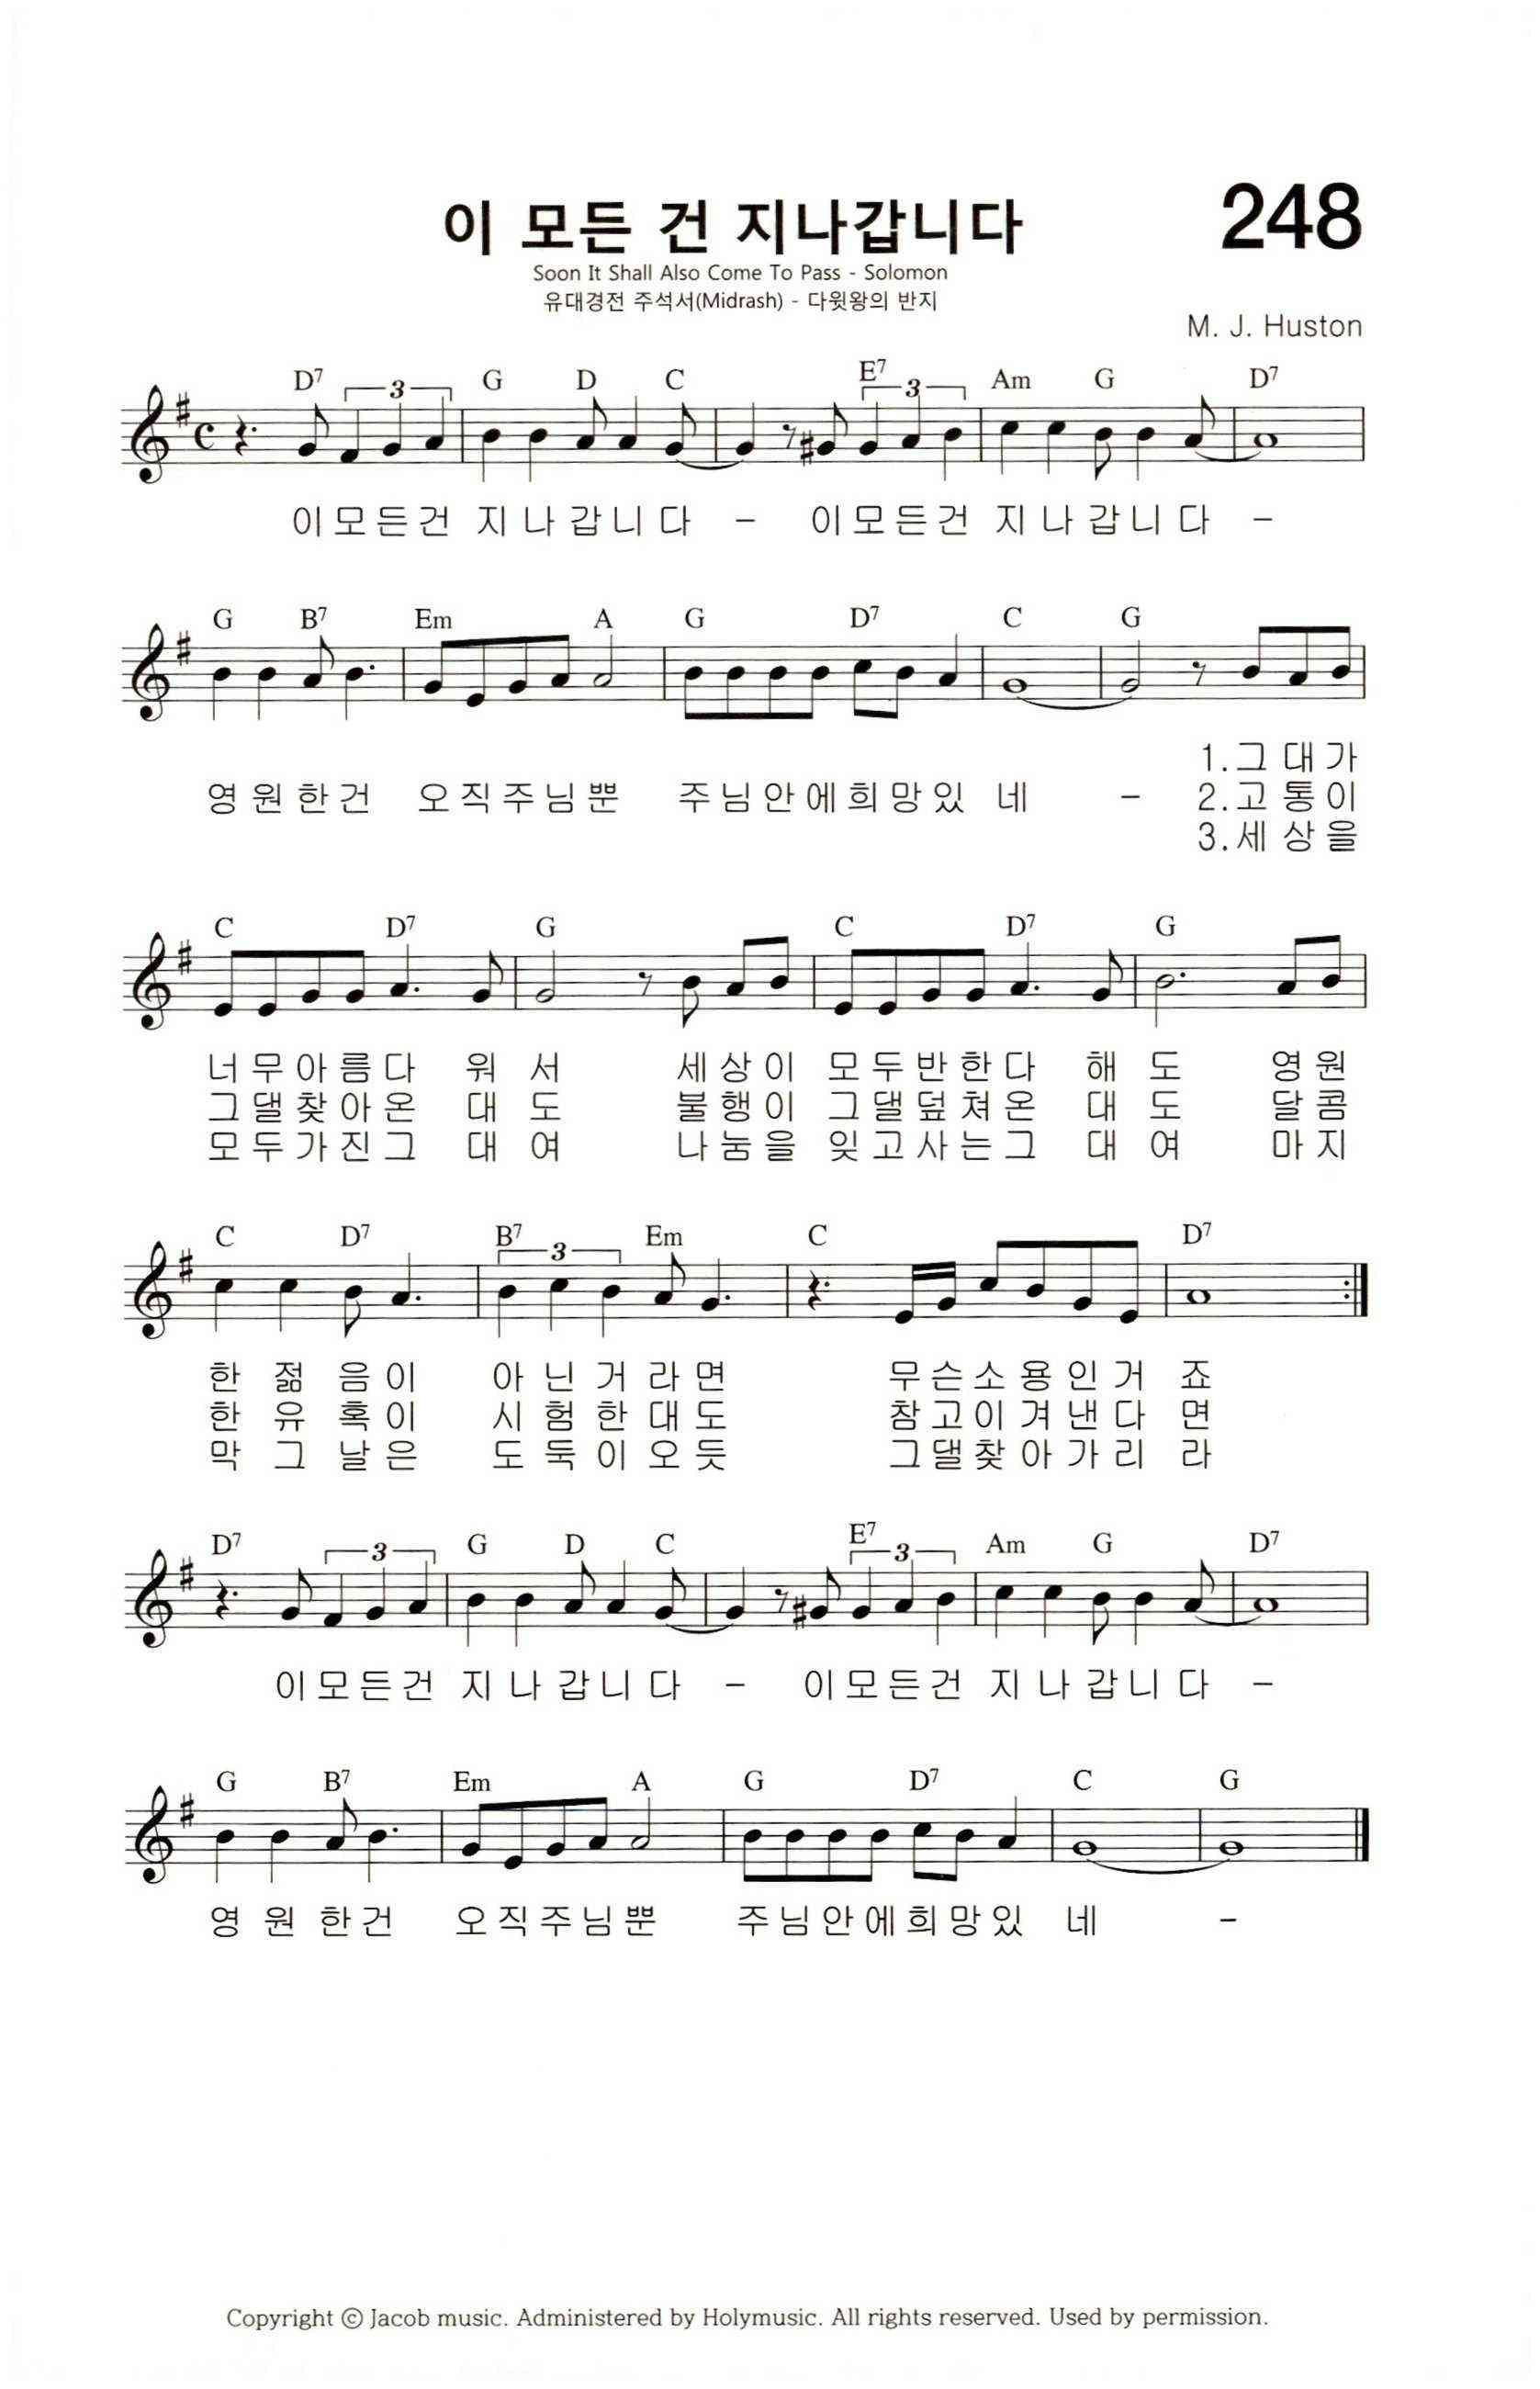 이 모든 건 지나갑니다
248
Soon It Shall Also Come To Pass - Solomon
유대경전 주석서(Midrash) - 다윗왕의 반지
M. J. Huston
D7 3 G D C E7 3 Am G D7
이모든건 지나갑니다 - 이모든건 지나갑니다 -
G B7 Em A G D7 C G
1.그대가
영원한건 오직주님뿐 주님안에희망있네 - 2.고통이
3.세상을
C D7 G C D7 G
너무아름다 워 서 세상이 모두반한다 해 도 영원
그댈찾아온 대 도 불행이 그댈덮쳐온 대 도 달콤
모두가진그 대 여 나눔을 잊고사는그 대 여 마지
C D7 B7 3 Em C D7
한 젊 음이 아닌거라면 무슨소용인거 죠
한 유 혹이 시험한대도 참고이겨낸다 면
막 그 날은 도둑이오듯 그댈찾아가리 라
D7 3 G D C E7 3 Am G D7
이모든건 지나갑니다 - 이모든건 지나갑니다 -
G B7 Em A G D7 C G
영원한건 오직주님뿐 주님안에희망있 네 -
Copyright ⓒ Jacob music. Administered by Holymusic. All rights reserved. Used by permission.